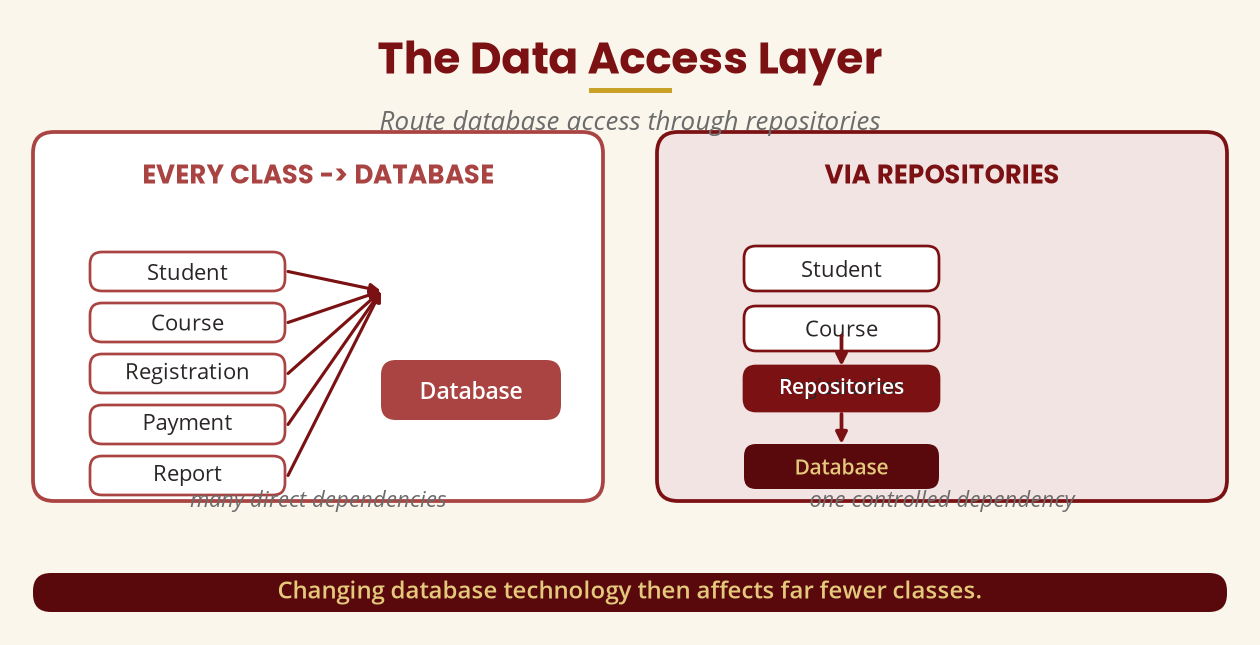 The Data Access Layer
Route database access through repositories
EVERY CLASS -> DATABASE
Student
Course
Registration
Payment
Report
Database
many direct dependencies
VIA REPOSITORIES
Student
Course
Repositories
Database
one controlled dependency
Changing database technology then affects far fewer classes.